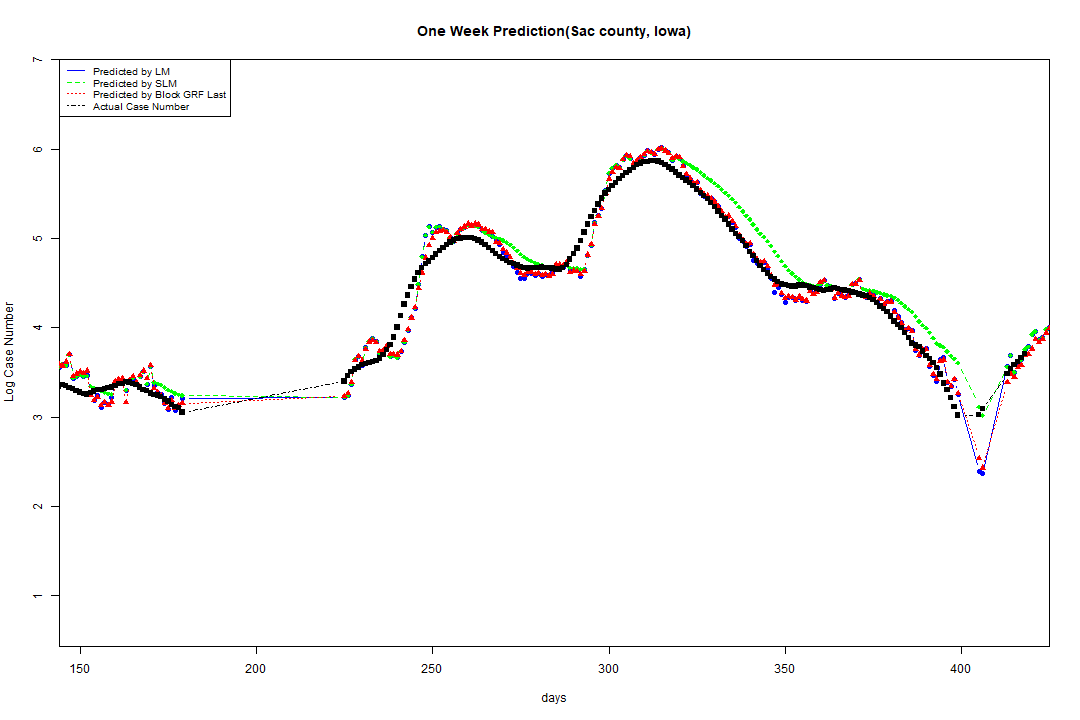 One Week Prediction(Sac county, Iowa)
Predicted by LM
Predicted by SLM
Predicted by Block GRF Last
Actual Case Number
Log Case Number
7
6
5
4
3
2
1
150 200 250 300 350 400
days